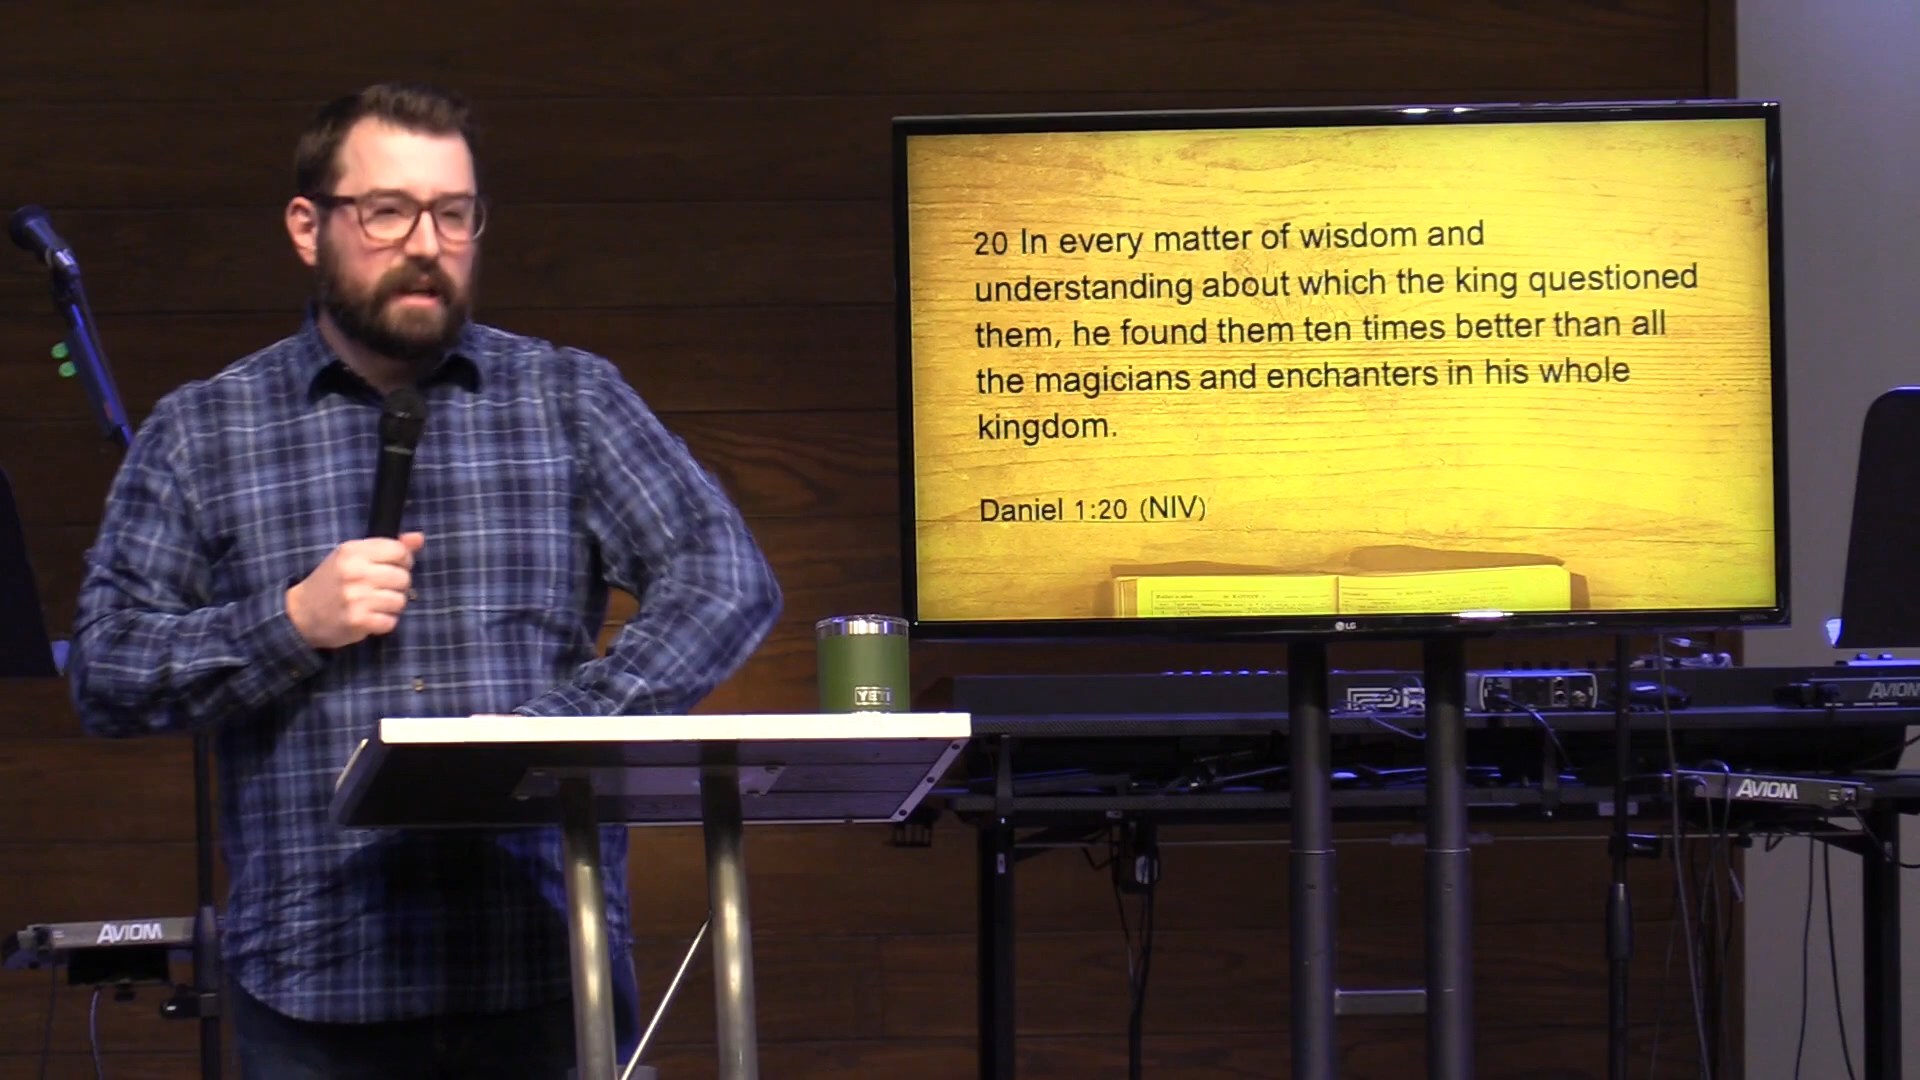 20 In every matter of wisdom and
understanding about which the king questioned
them, he found them ten times better than all
the magicians and enchanters in his whole
kingdom.
Daniel 1:20 (NIV)
LG
YETI
AVIOM
AVIOM
AVIOM